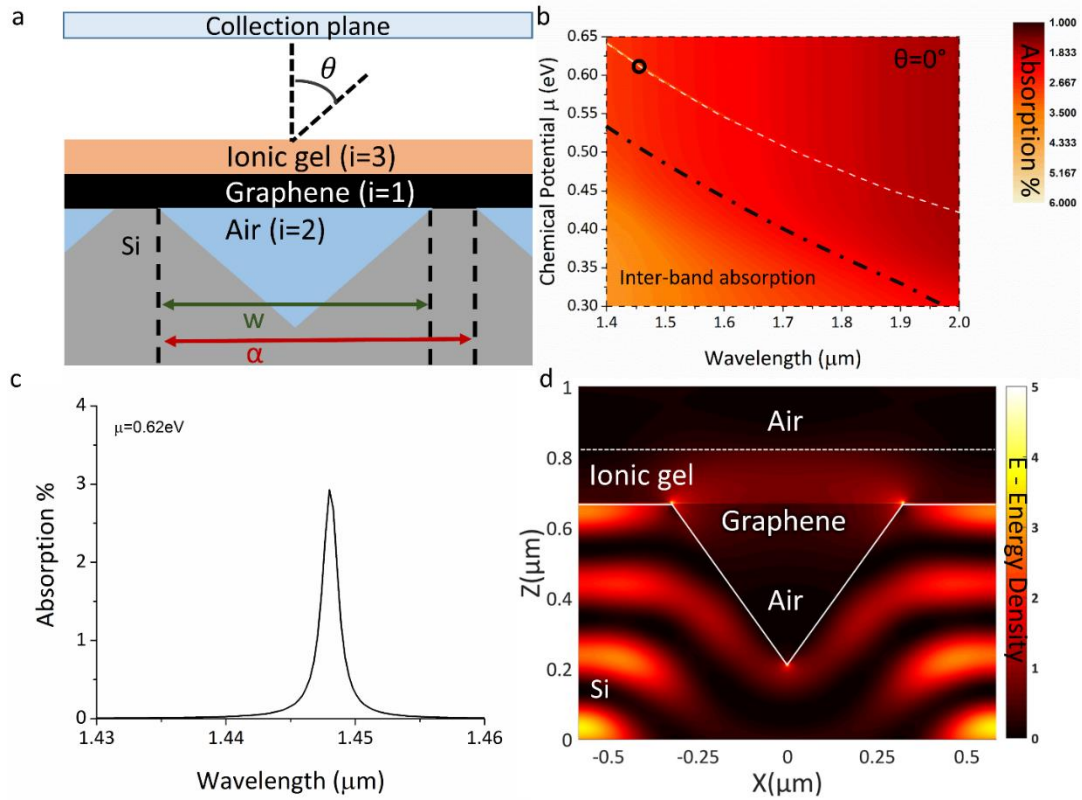 a
Collection plane
θ
Ionic gel (i=3)
Graphene (i=1)
Air (i=2)
Si
w
α
b
Chemical Potential μ (eV)
0.65
0.60
0.55
0.50
0.45
0.40
0.35
0.30
θ=0°
Inter-band absorption
1.4 1.5 1.6 1.7 1.8 1.9 2.0
Wavelength (μm)
Absorption %
1.000
1.833
2.667
3.500
4.333
5.167
6.000
c
Absorption %
4
3
2
1
0
μ=0.62eV
1.43 1.44 1.45 1.46
Wavelength (μm)
d
Z(μm)
1
0.8
0.6
0.4
0.2
0
Air
Ionic gel
Graphene
Air
Si
-0.5 -0.25 0 0.25 0.5
X(μm)
E - Energy Density
5
4
3
2
1
0